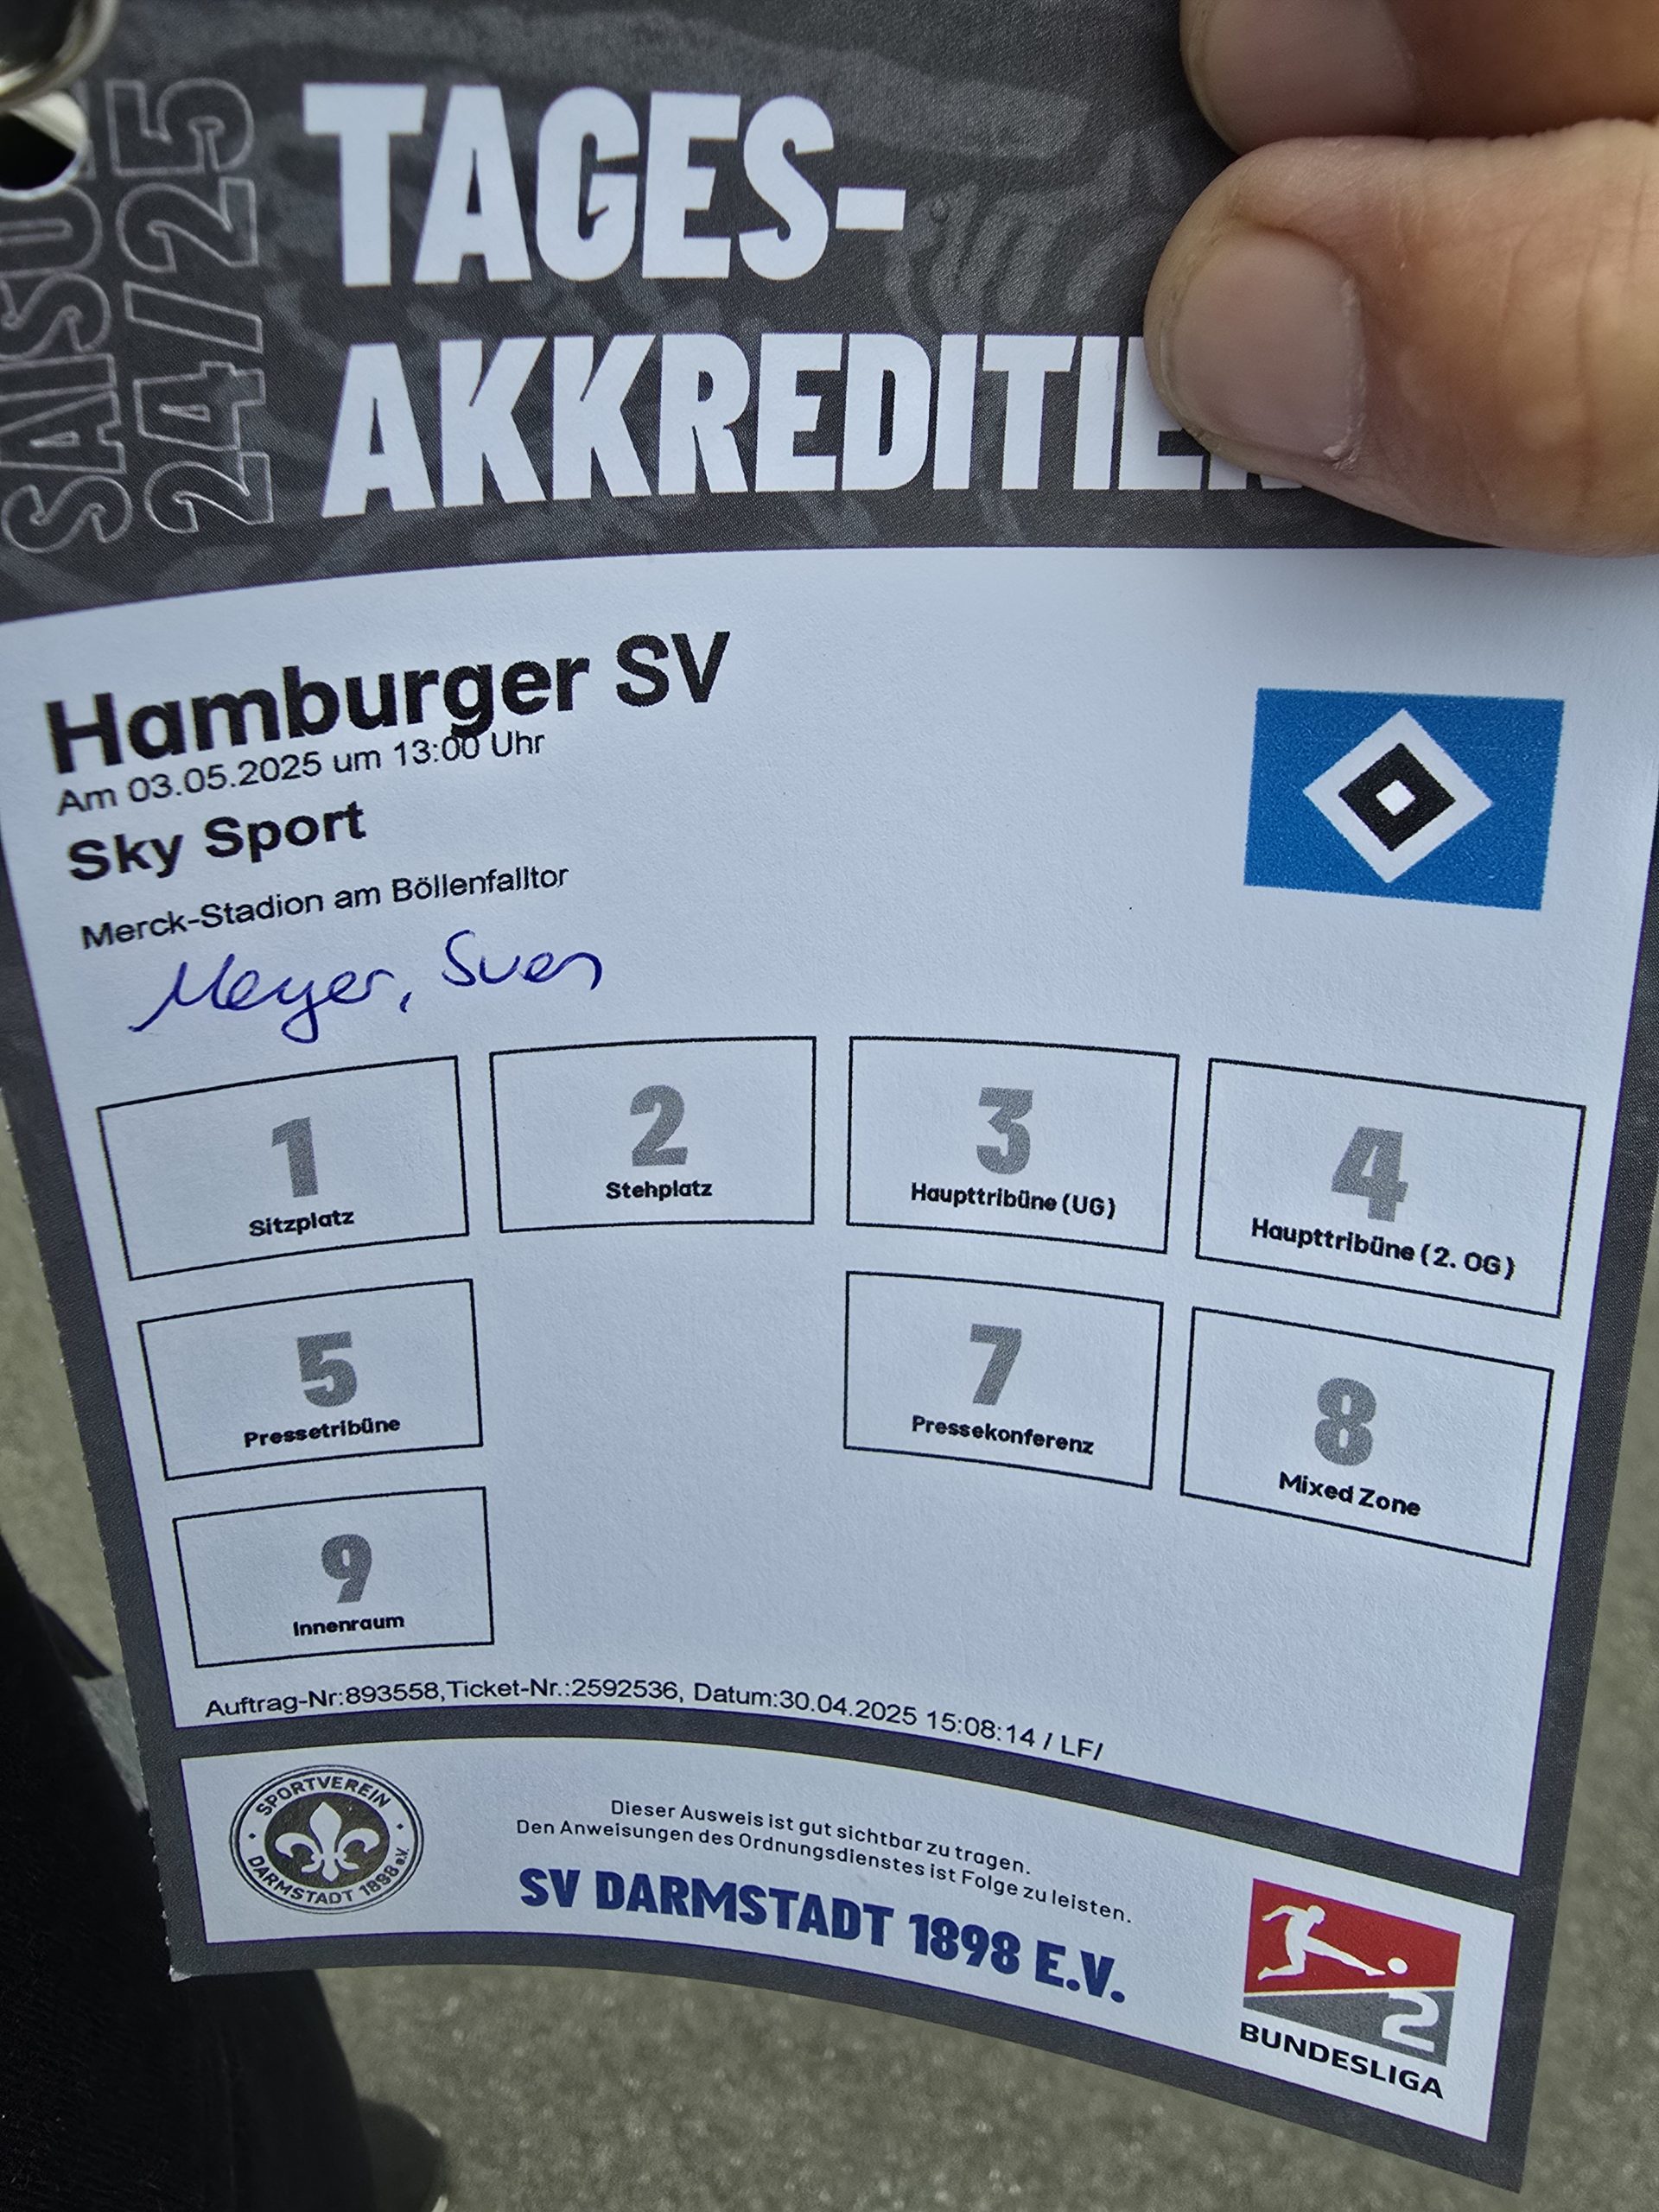 SAISON
24/25
TAGES-
AKKREDITIER
Hamburger SV
Am 03.05.2025 um 13:00 Uhr
Sky Sport
Merck-Stadion am Böllenfalltor
Meyer, Sven
1
Sitzplatz
2
Stehplatz
3
Haupttribüne (UG)
4
Haupttribüne (2. OG)
5
Pressetribüne
7
Pressekonferenz
8
Mixed Zone
9
Innenraum
Auftrag-Nr:893558,Ticket-Nr.:2592536, Datum:30.04.2025 15:08:14 / LF/
SPORTVEREIN
DARMSTADT 1898 e.V.
Dieser Ausweis ist gut sichtbar zu tragen.
Den Anweisungen des Ordnungsdienstes ist Folge zu leisten.
SV DARMSTADT 1898 E.V.
2
BUNDESLIGA